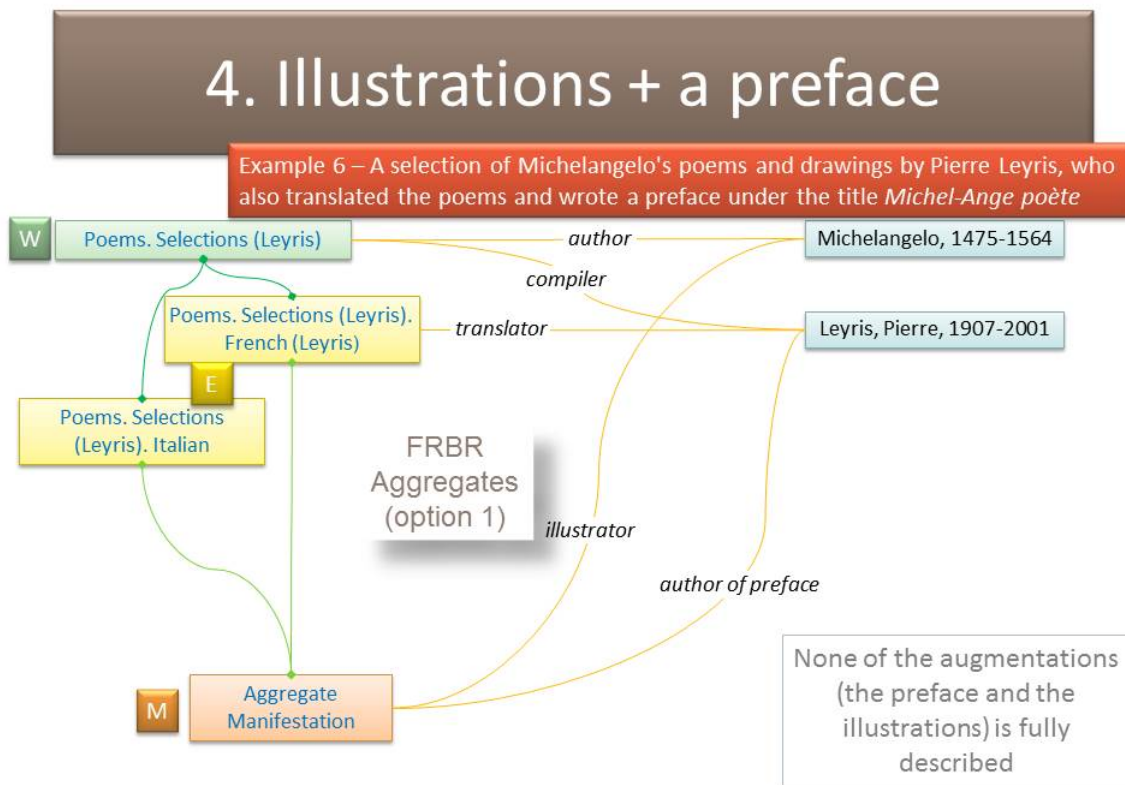 4. Illustrations + a preface
Example 6 – A selection of Michelangelo's poems and drawings by Pierre Leyris, who
also translated the poems and wrote a preface under the title Michel-Ange poète
W
Poems. Selections (Leyris)
author
Michelangelo, 1475-1564
compiler
Poems. Selections (Leyris).
French (Leyris)
translator
Leyris, Pierre, 1907-2001
E
Poems. Selections
(Leyris). Italian
FRBR
Aggregates
(option 1)
illustrator
author of preface
M
Aggregate
Manifestation
None of the augmentations
(the preface and the
illustrations) is fully
described